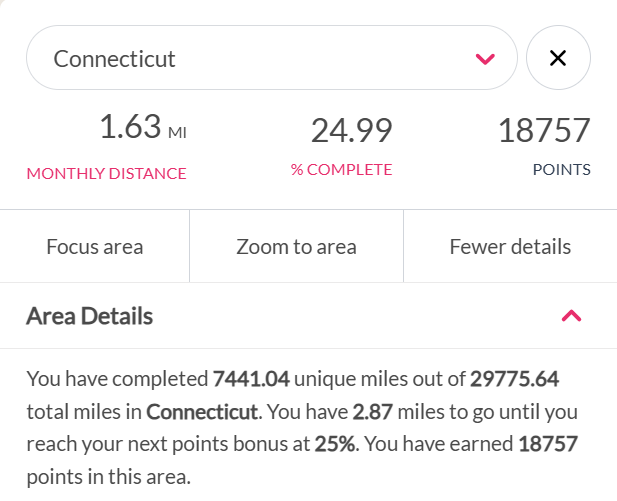 Connecticut
1.63 MI
24.99
18757
MONTHLY DISTANCE
% COMPLETE
POINTS
Focus area
Zoom to area
Fewer details
Area Details
You have completed 7441.04 unique miles out of 29775.64
total miles in Connecticut. You have 2.87 miles to go until you
reach your next points bonus at 25%. You have earned 18757
points in this area.